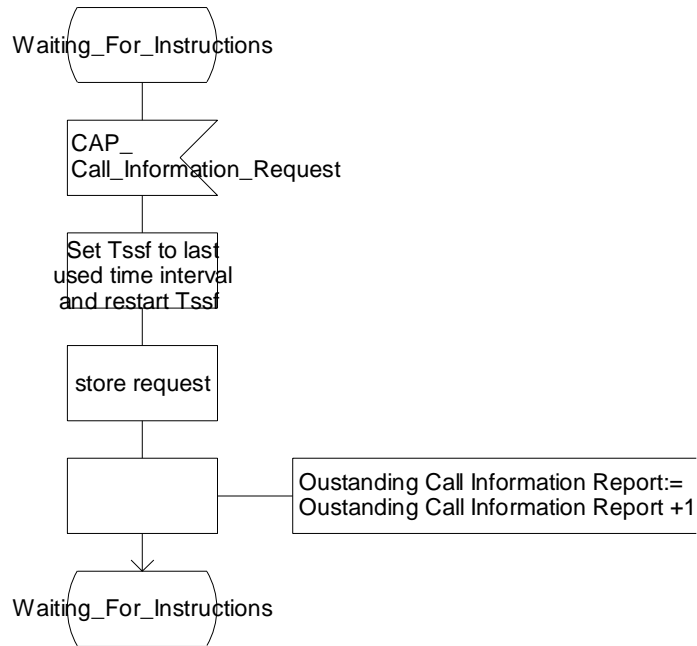 Waiting_For_Instructions
CAP_
Call_Information_Request
Set Tssf to last
used time interval
and restart Tssf
store request
Oustanding Call Information Report:=
Oustanding Call Information Report +1
Waiting_For_Instructions